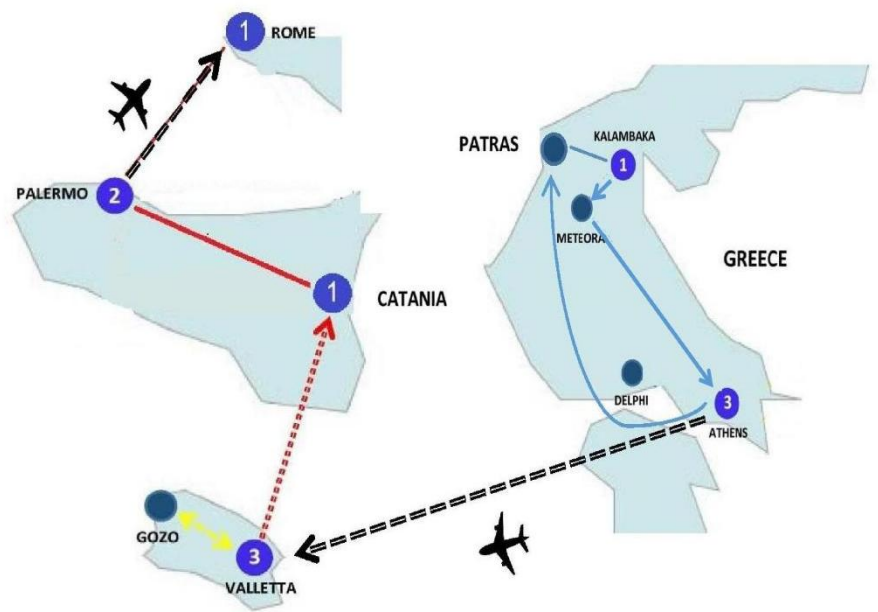 1 ROME
PALERMO 2
1 CATANIA
GOZO
3
VALLETTA
PATRAS
KALAMBAKA
1
METEORA
GREECE
DELPHI
3
ATHENS